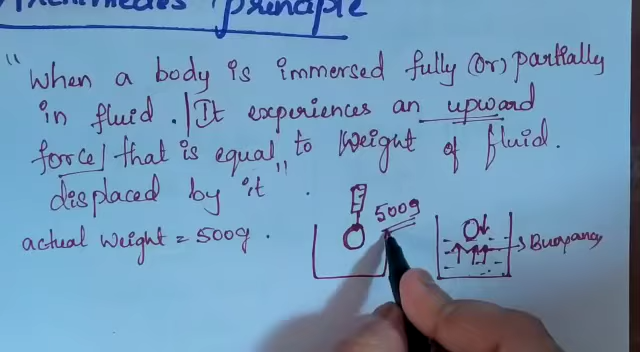 Archimedes principle
"When a body is immersed fully (or) partially
in fluid. It experiences an upward
force that is equal" to weight of fluid.
displaced by it .
actual weight = 500g.
500g
Buoyancy